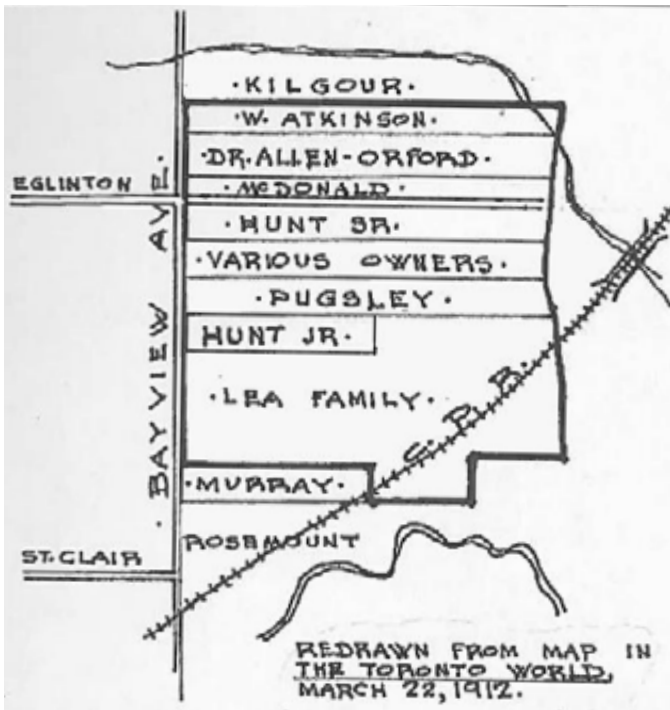 ·KILGOUR·
·W. ATKINSON·
·DR. ALLEN-ORFORD·
EGLINTON
·MCDONALD·
·HUNT SR.·
·VARIOUS OWNERS·
·PUGSLEY·
HUNT JR.·
·LEA FAMILY·
C. P. R.
·BAYVIEW AVE.
·MURRAY·
ROSEMOUNT
ST. CLAIR
REDRAWN FROM MAP IN
THE TORONTO WORLD,
MARCH 22, 1912.